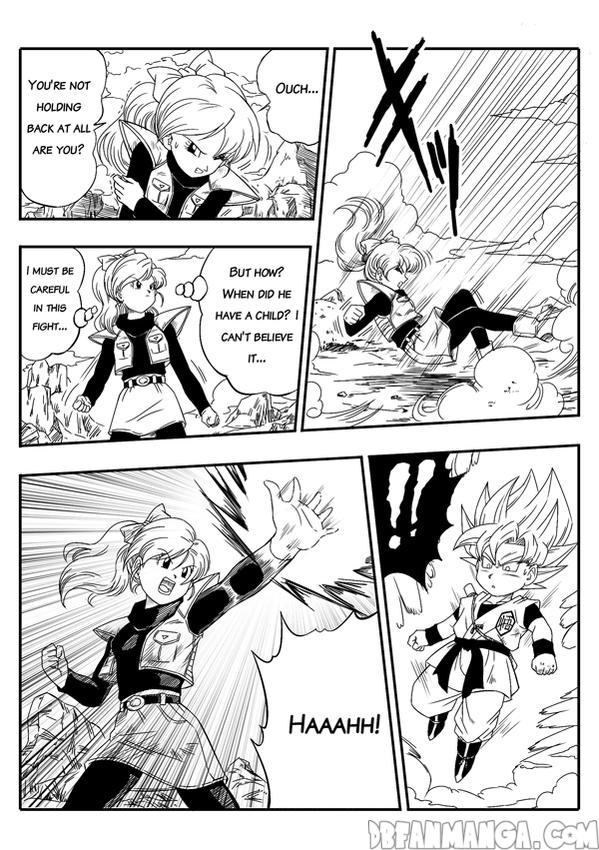 OUCH...
YOU'RE NOT
HOLDING
BACK AT ALL
ARE YOU?
BUT HOW?
WHEN DID HE
HAVE A CHILD? I
CAN'T BELIEVE
IT...
I MUST BE
CAREFUL
IN THIS
FIGHT...
!!
HAAAHH!
DBFANMANGA.COM